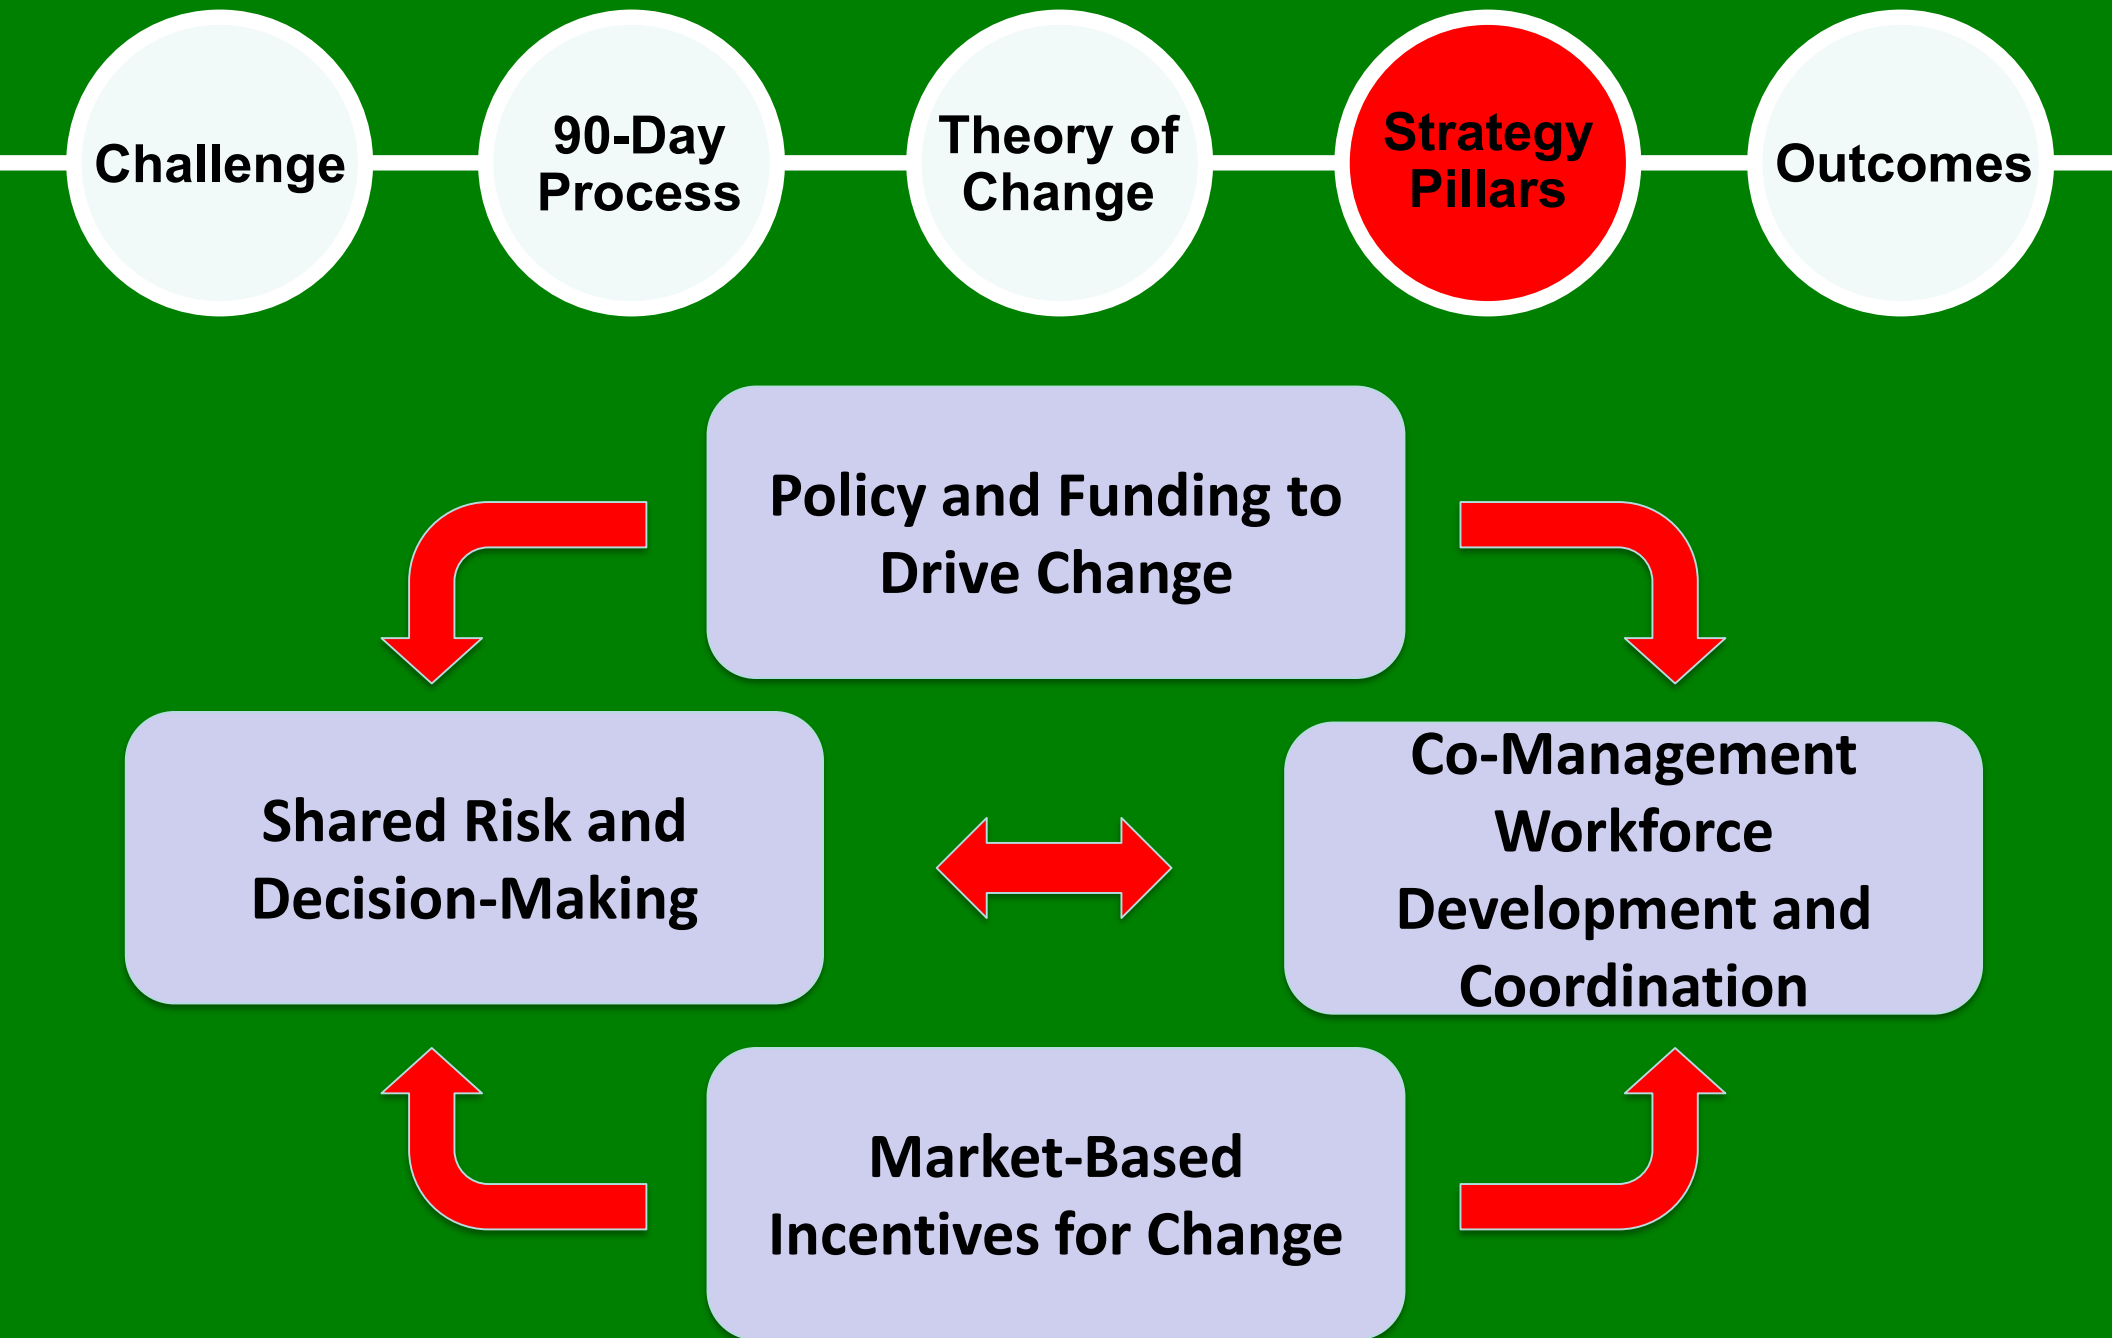 Challenge
90-Day
Process
Theory of
Change
Strategy
Pillars
Outcomes
Policy and Funding to
Drive Change
Shared Risk and
Decision-Making
Co-Management
Workforce
Development and
Coordination
Market-Based
Incentives for Change